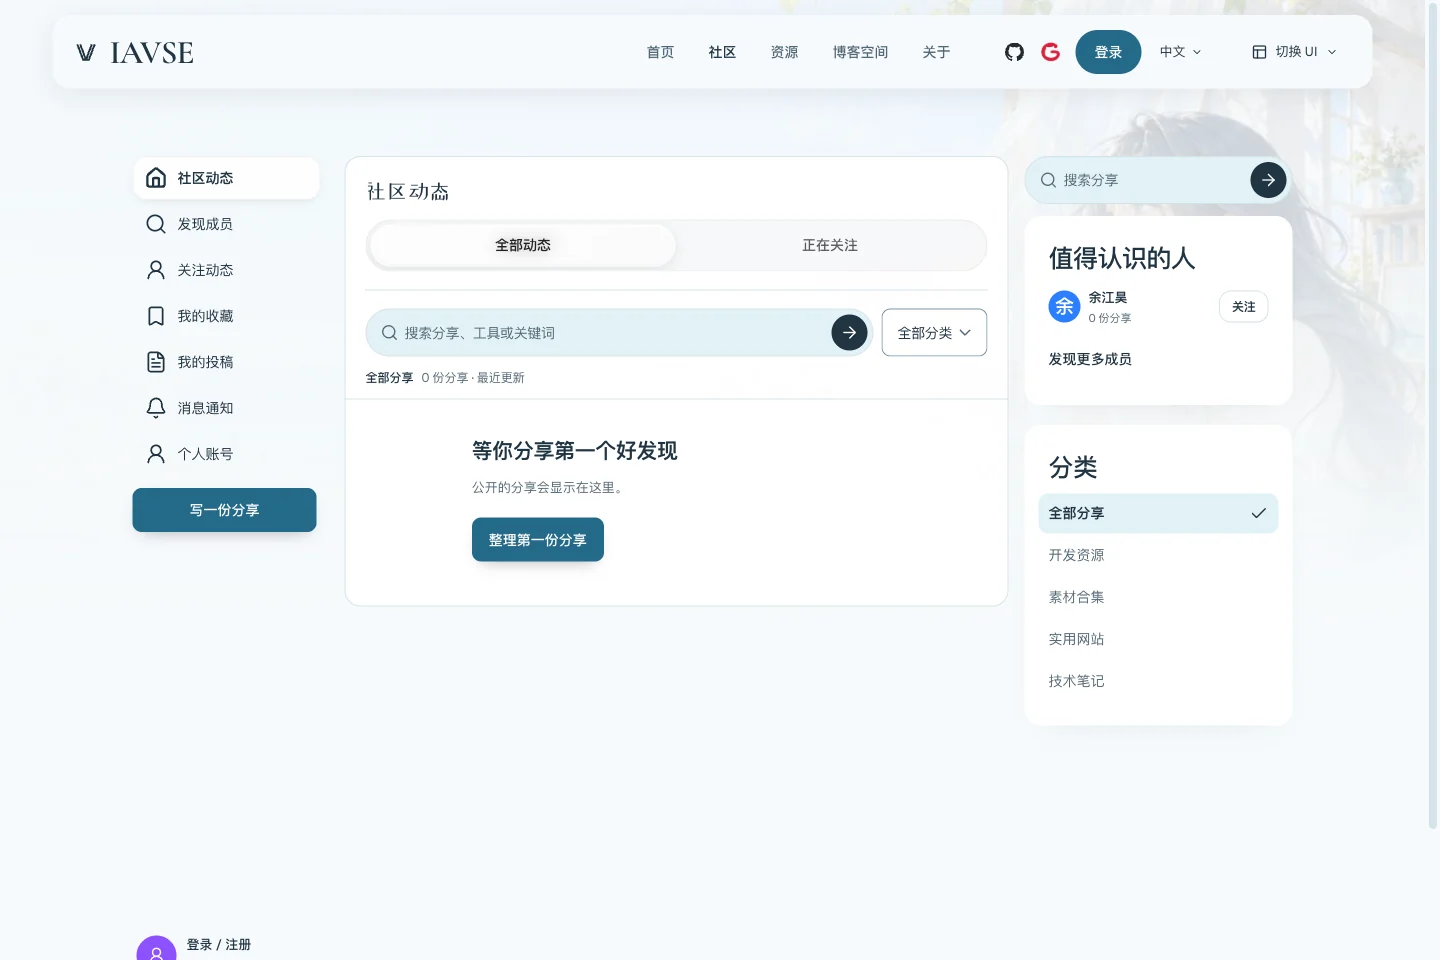 IAVSE
首页
社区
资源
博客空间
关于
登录
中文
切换 UI
社区动态
发现成员
关注动态
我的收藏
我的投稿
消息通知
个人账号
写一份分享
社区动态
全部动态
正在关注
搜索分享、工具或关键词
全部分类
全部分享 0 份分享 · 最近更新
等你分享第一个好发现
公开的分享会显示在这里。
整理第一份分享
搜索分享
值得认识的人
余
余江昊
0 份分享
关注
发现更多成员
分类
全部分享
开发资源
素材合集
实用网站
技术笔记
登录 / 注册